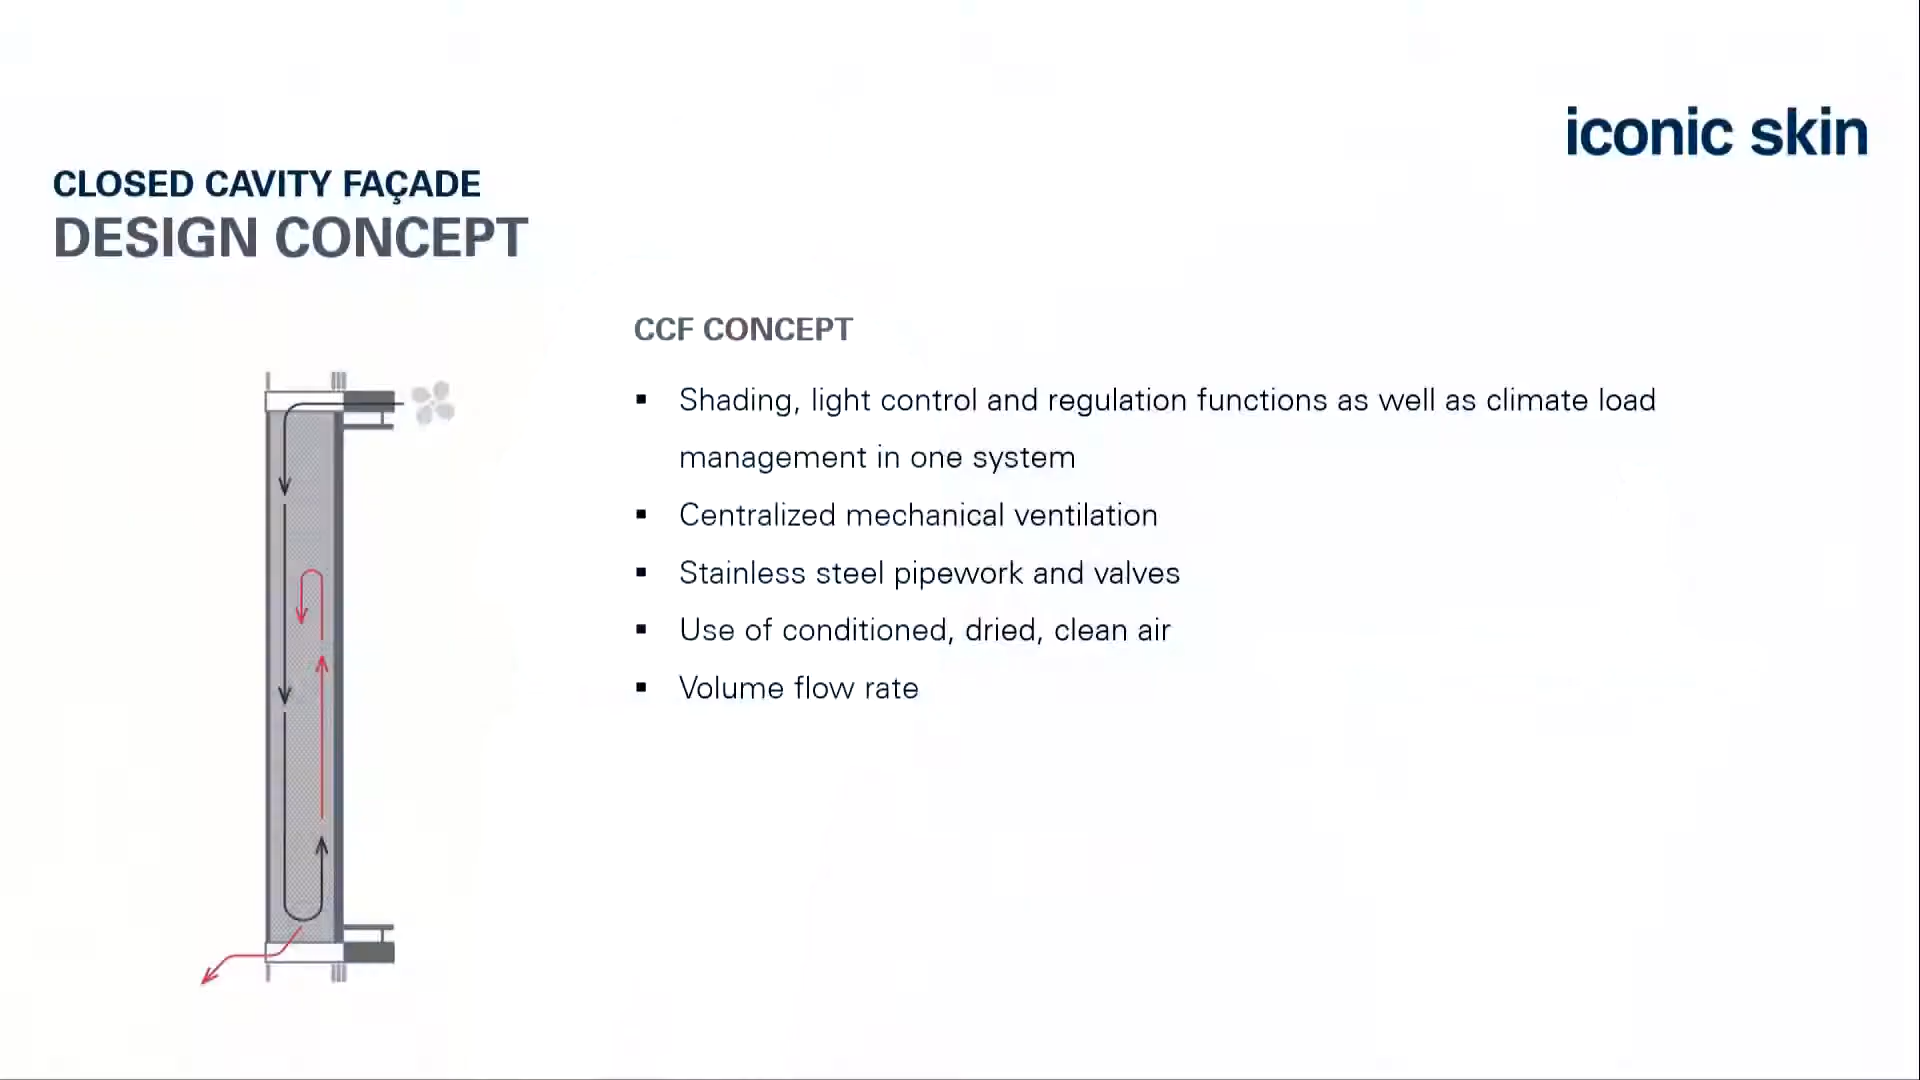 iconic skin
CLOSED CAVITY FAÇADE
DESIGN CONCEPT
CCF CONCEPT
▪ Shading, light control and regulation functions as well as climate load
management in one system
▪ Centralized mechanical ventilation
▪ Stainless steel pipework and valves
▪ Use of conditioned, dried, clean air
▪ Volume flow rate